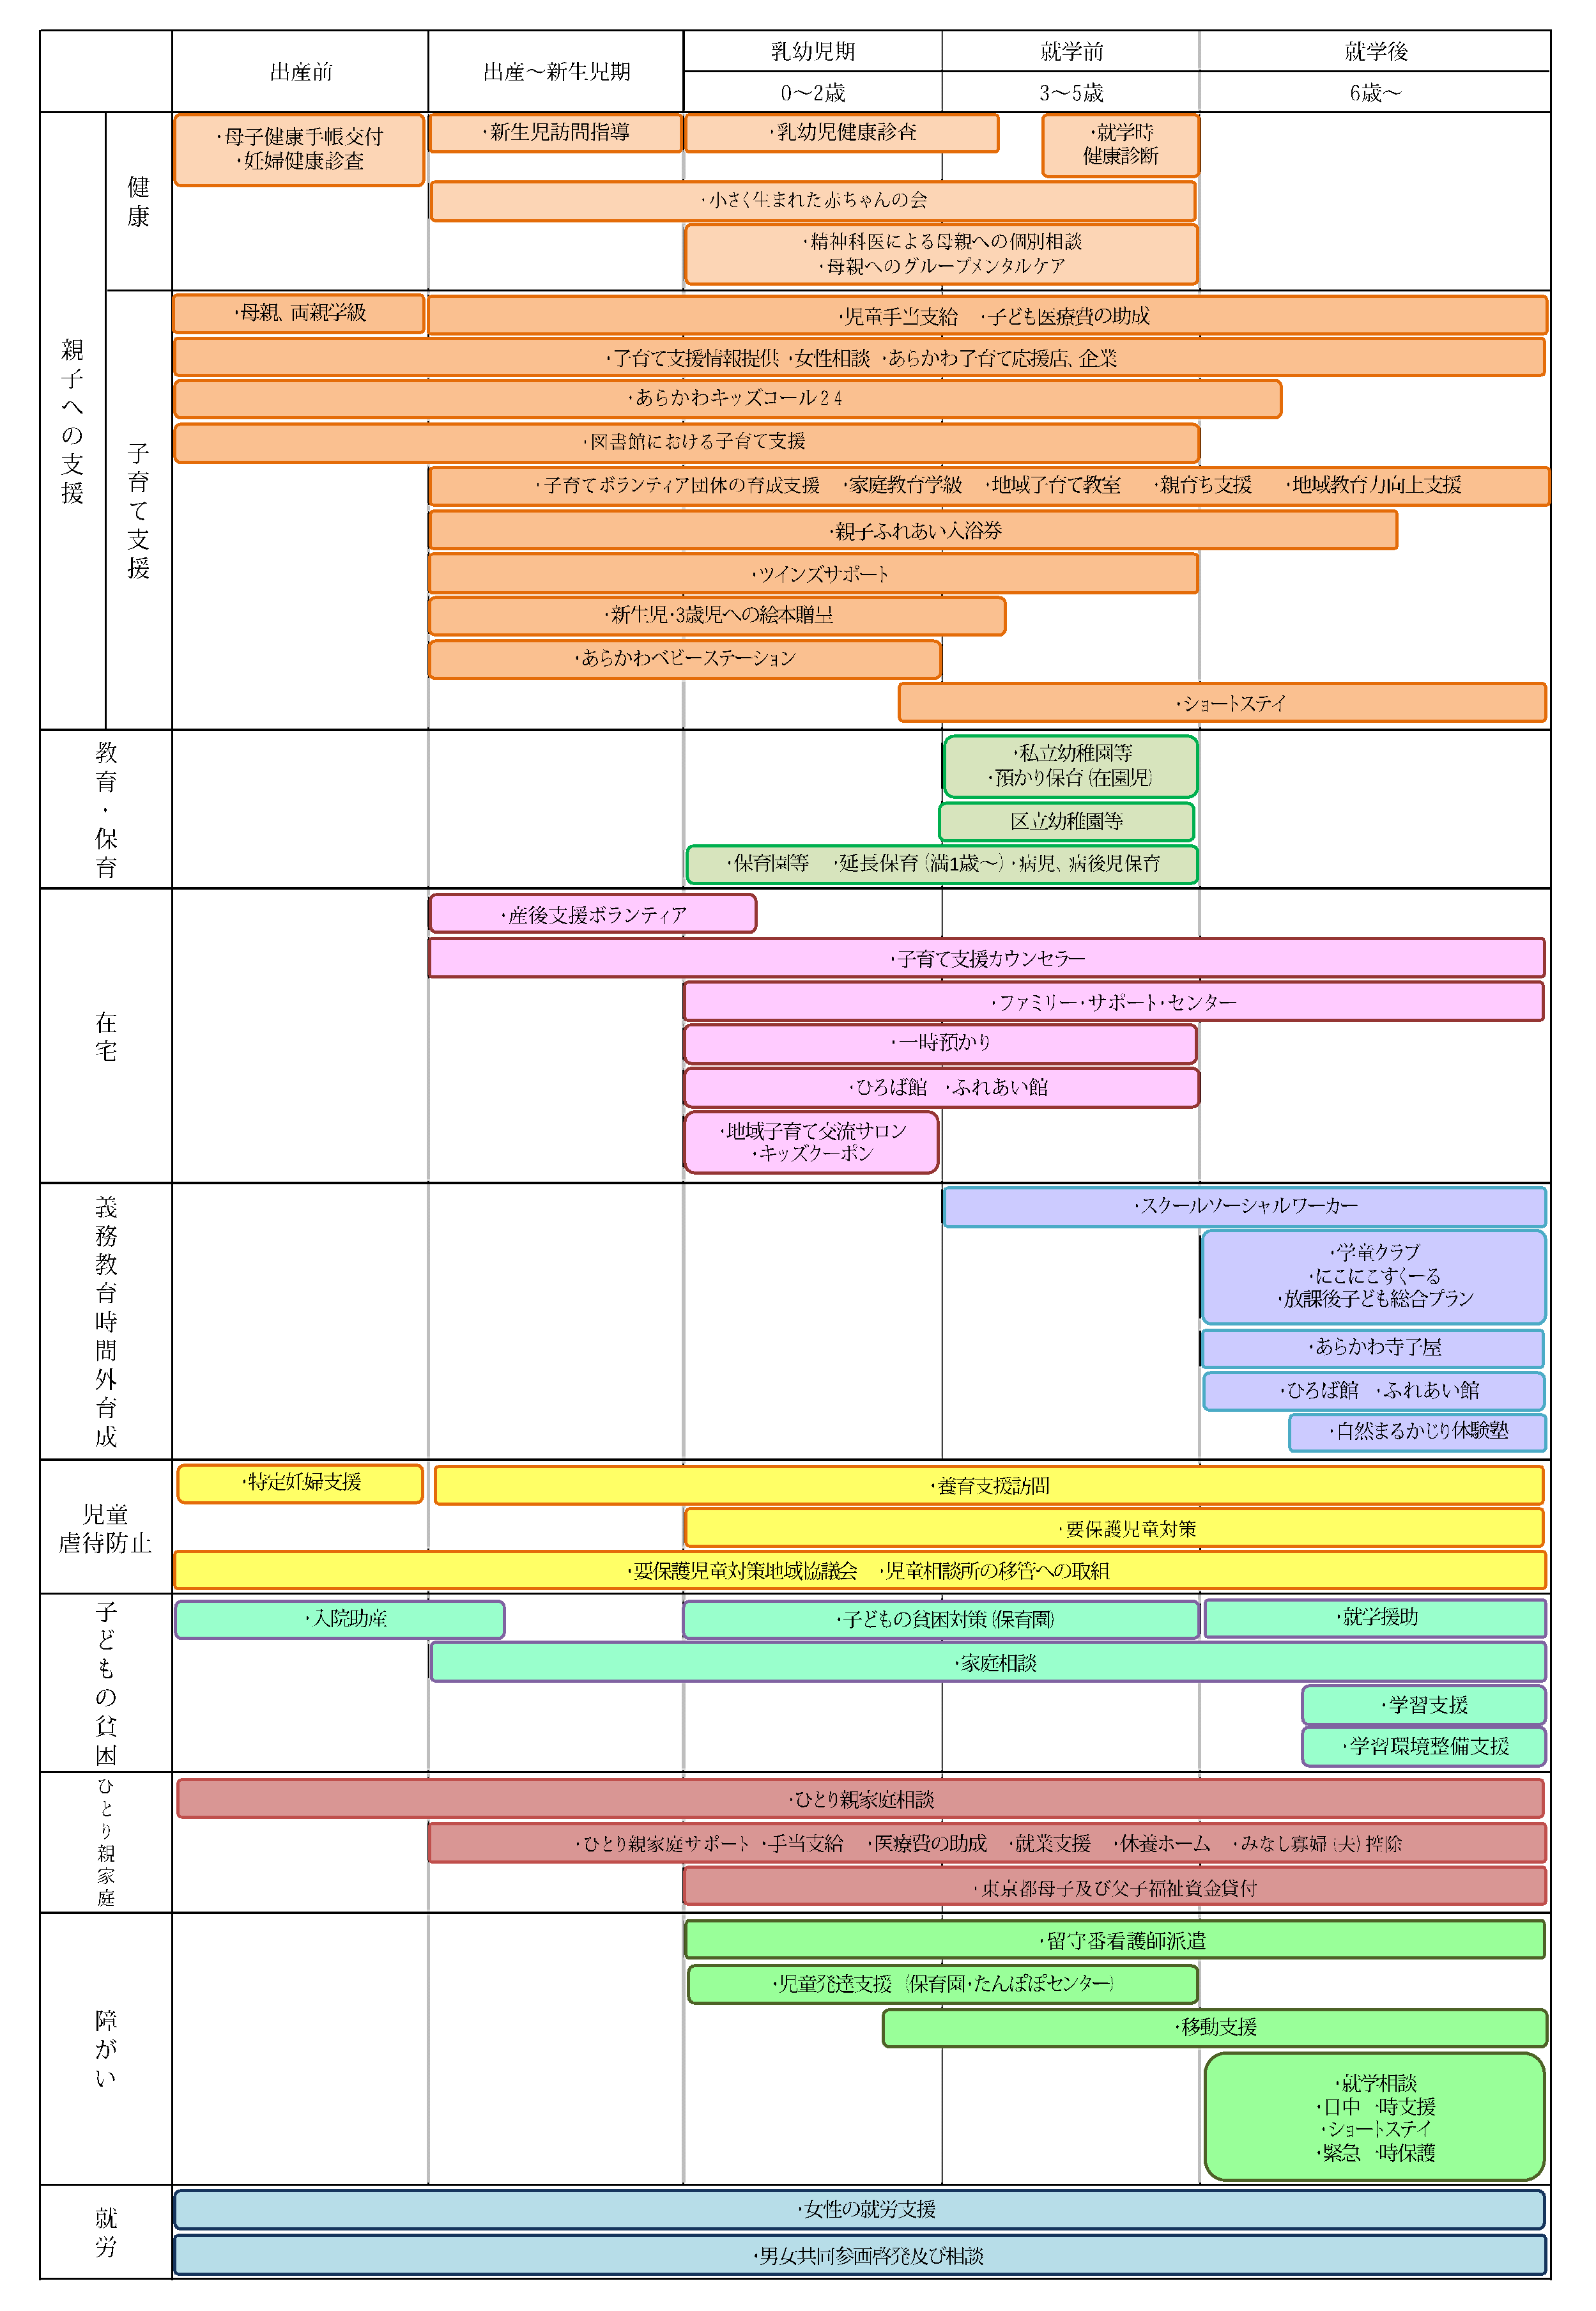 出産前
出産～新生児期
乳幼児期
就学前
就学後
0～2歳
3～5歳
6歳～
親子への支援
健康
・母子健康手帳交付
・妊婦健康診査
・新生児訪問指導
・乳幼児健康診査
・就学時
健康診断
・小さく生まれた赤ちゃんの会
・精神科医による母親への個別相談
・母親へのグループメンタルケア
子育て支援
・母親、両親学級
・児童手当支給 ・子ども医療費の助成
・子育て支援情報提供 ・女性相談 ・あらかわ子育て応援店、企業
・あらかわキッズコール24
・図書館における子育て支援
・子育てボランティア団体の育成支援 ・家庭教育学級 ・地域子育て教室 ・親育ち支援 ・地域教育力向上支援
・親子ふれあい入浴券
・ツインズサポート
・新生児・3歳児への絵本贈呈
・あらかわベビーステーション
・ショートステイ
教育・保育
・私立幼稚園等
・預かり保育(在園児)
区立幼稚園等
・保育園等 ・延長保育(満1歳～)・病児、病後児保育
在宅
・産後支援ボランティア
・子育て支援カウンセラー
・ファミリー・サポート・センター
・一時預かり
・ひろば館 ・ふれあい館
・地域子育て交流サロン
・キッズクーポン
義務教育時間外育成
・スクールソーシャルワーカー
・学童クラブ
・にこにこすくーる
・放課後子ども総合プラン
・あらかわ寺子屋
・ひろば館 ・ふれあい館
・自然まるかじり体験塾
児童
虐待防止
・特定妊婦支援
・養育支援訪問
・要保護児童対策
・要保護児童対策地域協議会 ・児童相談所の移管への取組
子どもの貧困
・入院助産
・子どもの貧困対策(保育園)
・就学援助
・家庭相談
・学習支援
・学習環境整備支援
ひとり親家庭
・ひとり親家庭相談
・ひとり親家庭サポート ・手当支給 ・医療費の助成 ・就業支援 ・休養ホーム ・みなし寡婦(夫)控除
・東京都母子及び父子福祉資金貸付
障がい
・留守番看護師派遣
・児童発達支援 (保育園・たんぽぽセンター)
・移動支援
・就学相談
・日中一時支援
・ショートステイ
・緊急一時保護
就労
・女性の就労支援
・男女共同参画啓発及び相談